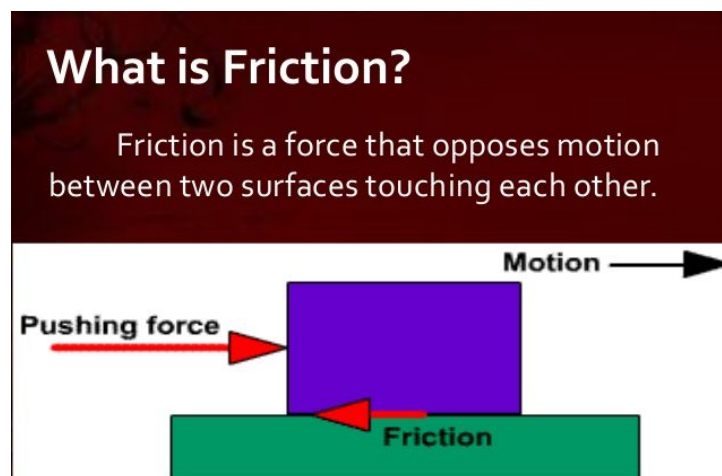 What is Friction?
Friction is a force that opposes motion
between two surfaces touching each other.
Motion
Pushing force
Friction